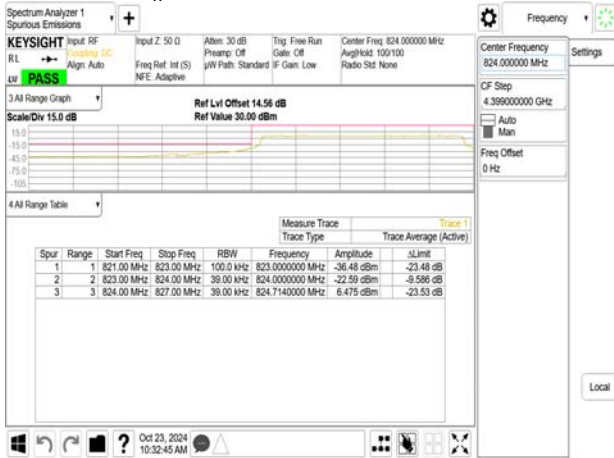 Spectrum Analyzer 1
Spurious Emissions
Frequency
KEYSIGHT Input: RF Input Z: 50 Ω Atten: 30 dB Trig: Free Run Center Freq: 824.000000 MHz
RL Coupling: DC Preamp: Off Gate: Off Avg|Hold: 100/100
Align: Auto Freq Ref: Int (S) µW Path: Standard IF Gain: Low Radio Std: None
NFE: Adaptive
PASS
Center Frequency
824.000000 MHz
Settings
CF Step
4.399000000 GHz
Auto
Man
Freq Offset
0 Hz
3 All Range Graph
Ref Lvl Offset 14.56 dB
Scale/Div 15.0 dB Ref Value 30.00 dBm
15.0
-15.0
-45.0
-75.0
-105
4 All Range Table
Measure Trace Trace 1
Trace Type Trace Average (Active)
Spur Range Start Freq Stop Freq RBW Frequency Amplitude ΔLimit
1 1 821.00 MHz 823.00 MHz 100.0 kHz 823.0000000 MHz -36.48 dBm -23.48 dB
2 2 823.00 MHz 824.00 MHz 39.00 kHz 824.0000000 MHz -22.59 dBm -9.586 dB
3 3 824.00 MHz 827.00 MHz 39.00 kHz 824.7140000 MHz 6.475 dBm -23.53 dB
Local
Oct 23, 2024
10:32:45 AM